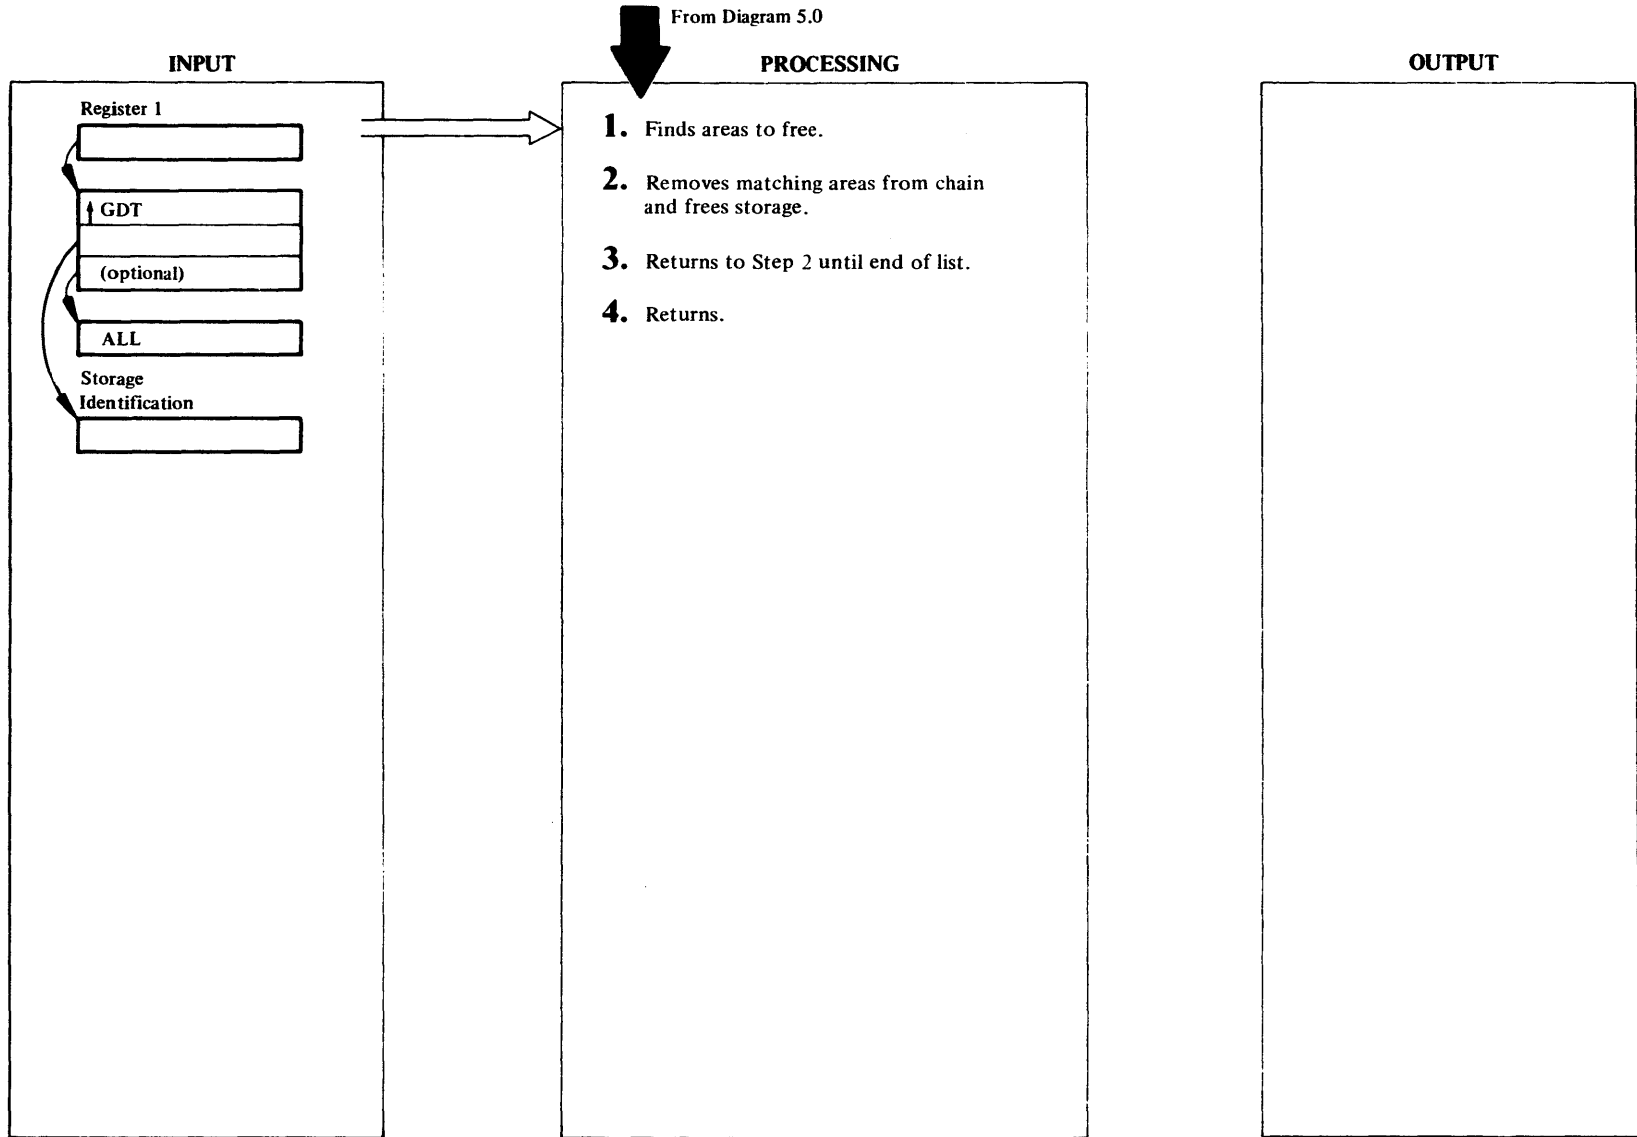 From Diagram 5.0
INPUT
PROCESSING
OUTPUT
Register 1
GDT
(optional)
ALL
Storage
Identification
1. Finds areas to free.
2. Removes matching areas from chain
and frees storage.
3. Returns to Step 2 until end of list.
4. Returns.